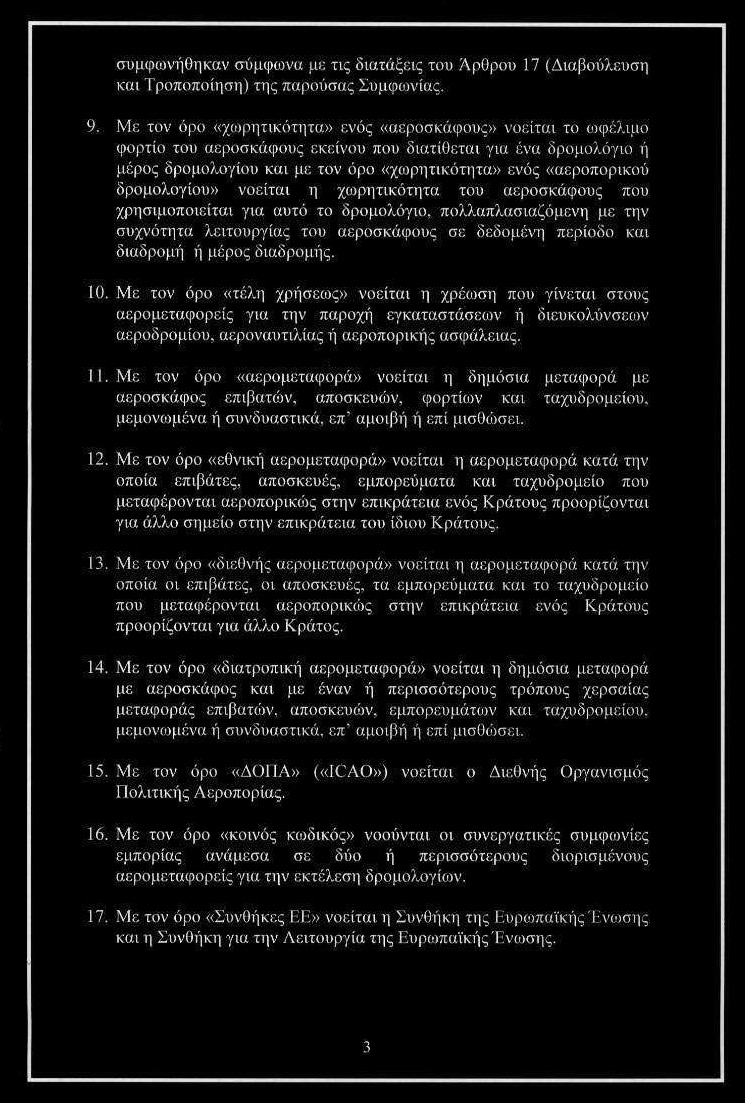 συμφωνήθηκαν σύμφωνα με τις διατάξεις του Άρθρου 17 (Διαβούλευση
και Τροποποίηση) της παρούσας Συμφωνίας.
9. Με τον όρο «χωρητικότητα» ενός «αεροσκάφους» νοείται το ωφέλιμο
φορτίο του αεροσκάφους εκείνου που διατίθεται για ένα δρομολόγιο ή
μέρος δρομολογίου και με τον όρο «χωρητικότητα» ενός «αεροπορικού
δρομολογίου» νοείται η χωρητικότητα του αεροσκάφους που
χρησιμοποιείται για αυτό το δρομολόγιο, πολλαπλασιαζόμενη με την
συχνότητα λειτουργίας του αεροσκάφους σε δεδομένη περίοδο και
διαδρομή ή μέρος διαδρομής.
10. Με τον όρο «τέλη χρήσεως» νοείται η χρέωση που γίνεται στους
αερομεταφορείς για την παροχή εγκαταστάσεων ή διευκολύνσεων
αεροδρομίου, αεροναυτιλίας ή αεροπορικής ασφάλειας.
11. Με τον όρο «αερομεταφορά» νοείται η δημόσια μεταφορά με
αεροσκάφος επιβατών, αποσκευών, φορτίων και ταχυδρομείου,
μεμονωμένα ή συνδυαστικά, επ’ αμοιβή ή επί μισθώσει.
12. Με τον όρο «εθνική αερομεταφορά» νοείται η αερομεταφορά κατά την
οποία επιβάτες, αποσκευές, εμπορεύματα και ταχυδρομείο που
μεταφέρονται αεροπορικώς στην επικράτεια ενός Κράτους προορίζονται
για άλλο σημείο στην επικράτεια του ίδιου Κράτους.
13. Με τον όρο «διεθνής αερομεταφορά» νοείται η αερομεταφορά κατά την
οποία οι επιβάτες, οι αποσκευές, τα εμπορεύματα και το ταχυδρομείο
που μεταφέρονται αεροπορικώς στην επικράτεια ενός Κράτους
προορίζονται για άλλο Κράτος.
14. Με τον όρο «διατροπική αερομεταφορά» νοείται η δημόσια μεταφορά
με αεροσκάφος και με έναν ή περισσότερους τρόπους χερσαίας
μεταφοράς επιβατών, αποσκευών, εμπορευμάτων και ταχυδρομείου,
μεμονωμένα ή συνδυαστικά, επ’ αμοιβή ή επί μισθώσει.
15. Με τον όρο «ΔΟΠΑ» («ICAO») νοείται ο Διεθνής Οργανισμός
Πολιτικής Αεροπορίας.
16. Με τον όρο «κοινός κωδικός» νοούνται οι συνεργατικές συμφωνίες
εμπορίας ανάμεσα σε δύο ή περισσότερους διορισμένους
αερομεταφορείς για την εκτέλεση δρομολογίων.
17. Με τον όρο «Συνθήκες ΕΕ» νοείται η Συνθήκη της Ευρωπαϊκής Ένωσης
και η Συνθήκη για την Λειτουργία της Ευρωπαϊκής Ένωσης.
3